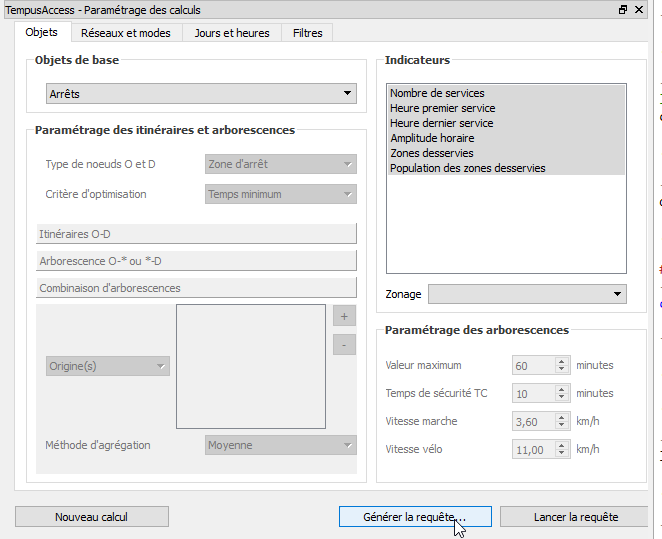 TempusAccess - Paramétrage des calculs
Objets
Réseaux et modes
Jours et heures
Filtres
Objets de base
Arrêts
Paramétrage des itinéraires et arborescences
Type de noeuds O et D
Zone d'arrêt
Critère d'optimisation
Temps minimum
Itinéraires O-D
Arborescence O-* ou *-D
Combinaison d'arborescences
Origine(s)
+
-
Méthode d'agrégation
Moyenne
Indicateurs
Nombre de services
Heure premier service
Heure dernier service
Amplitude horaire
Zones desservies
Population des zones desservies
Zonage
Paramétrage des arborescences
Valeur maximum 60 minutes
Temps de sécurité TC 10 minutes
Vitesse marche 3,60 km/h
Vitesse vélo 11,00 km/h
Nouveau calcul
Générer la requête...
Lancer la requête